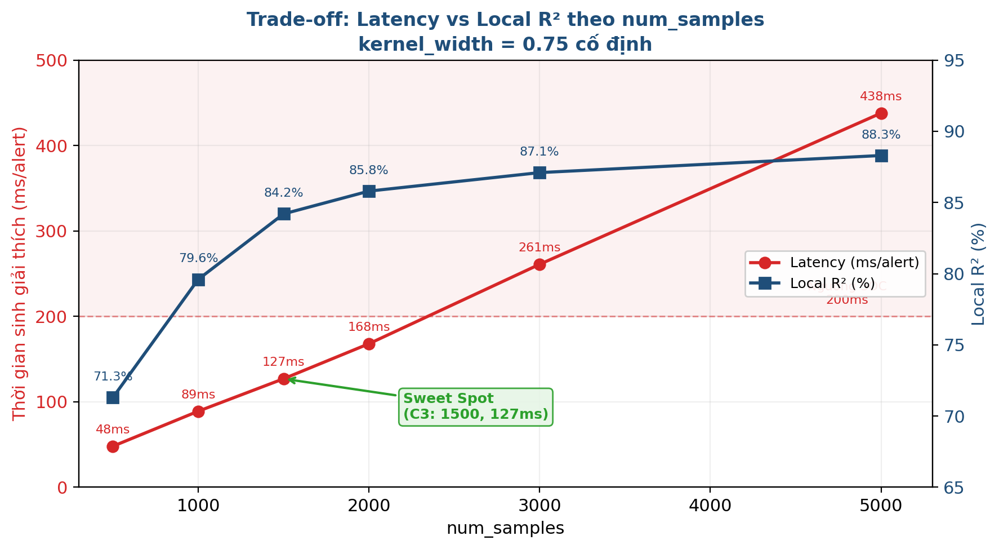 Trade-off: Latency vs Local R² theo num_samples
kernel_width = 0.75 cố định
Thời gian sinh giải thích (ms/alert)
500
400
300
200
100
0
95
90
85
80
75
70
65
Local R² (%)
438ms
88.3%
87.1%
85.8%
84.2%
79.6%
261ms
168ms
127ms
71.3%
89ms
48ms
Latency (ms/alert)
Local R² (%)
200ms
Sweet Spot
(C3: 1500, 127ms)
1000
2000
3000
4000
5000
num_samples